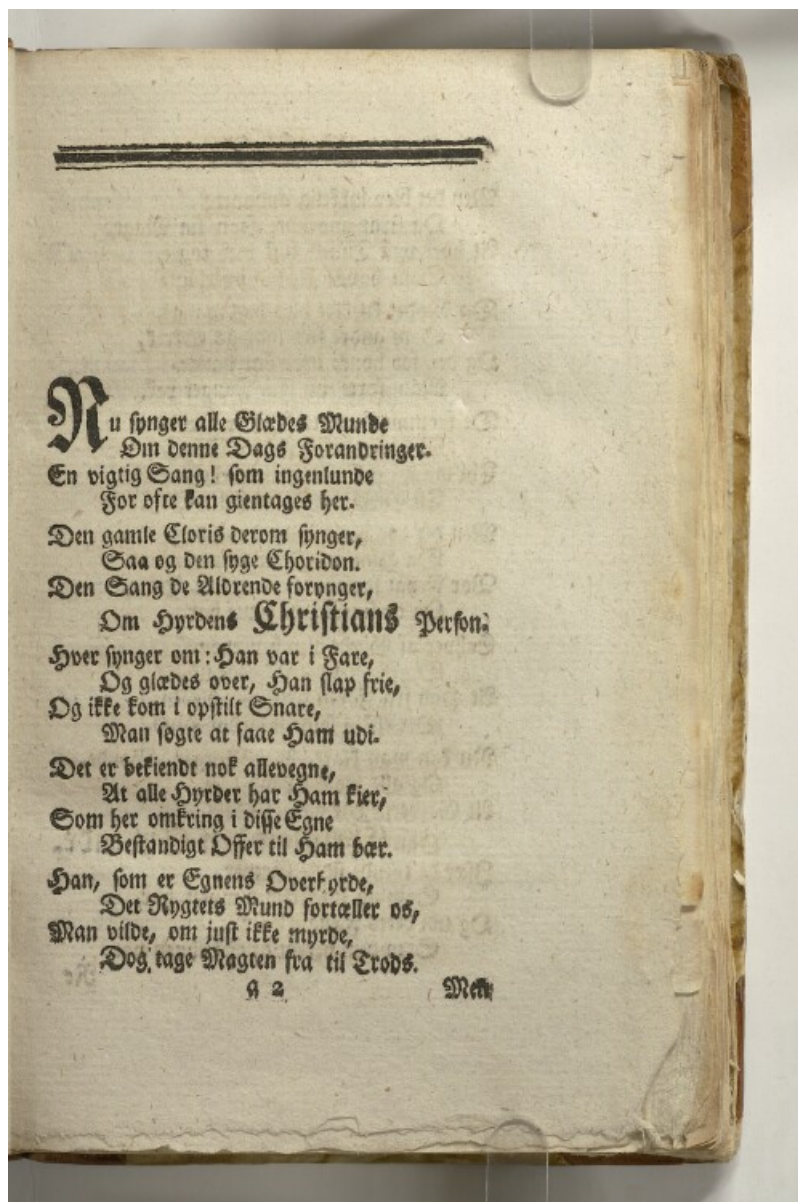 Nu synger alle Glædes Munde
Om denne Dags Forandringer.
En vigtig Sang! som ingenlunde
For ofte kan gientages her.
Den gamle Cloris derom synger,
Saa og den syge Choridon.
Den Sang de Aldrende forynger,
Om Hyrdens Christians Person.
Hver synger om: Han var i Fare,
Og glædes over, Han slap frie,
Og ikke kom i opstilt Snare,
Man søgte at faae Ham udi.
Det er bekiendt nok allevegne,
At alle Hyrder har Ham kier,
Som her omkring i disse Egne
Bestandigt Offer til Ham bær.
Han, som er Egnens Overhyrde,
Det Rygtets Mund fortæller os,
Man vilde, om just ikke myrde,
Dog, tage Magten fra til Trods.
a 2 Men